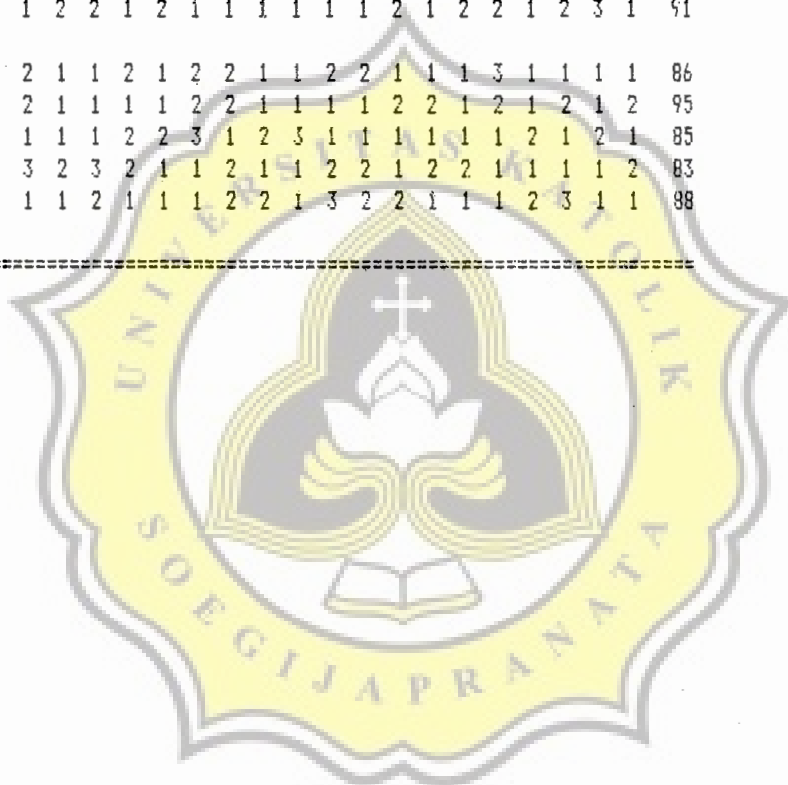 1 2 2 1 2 1 1 1 1 1 1 2 1 2 2 1 2 3 1 91
2 1 1 2 1 2 2 1 1 2 2 1 1 1 3 1 1 1 1 86
2 1 1 1 1 2 2 1 1 1 1 2 2 1 2 1 2 1 2 95
1 1 1 2 2 3 1 2 3 1 1 1 1 1 1 2 1 2 1 85
3 2 3 2 1 1 2 1 1 2 2 1 2 2 1 1 1 1 2 83
1 1 2 1 1 1 2 2 1 3 2 2 1 1 1 2 3 1 1 88
UNIVERSITAS KATOLIK
SOEGIJAPRANATA